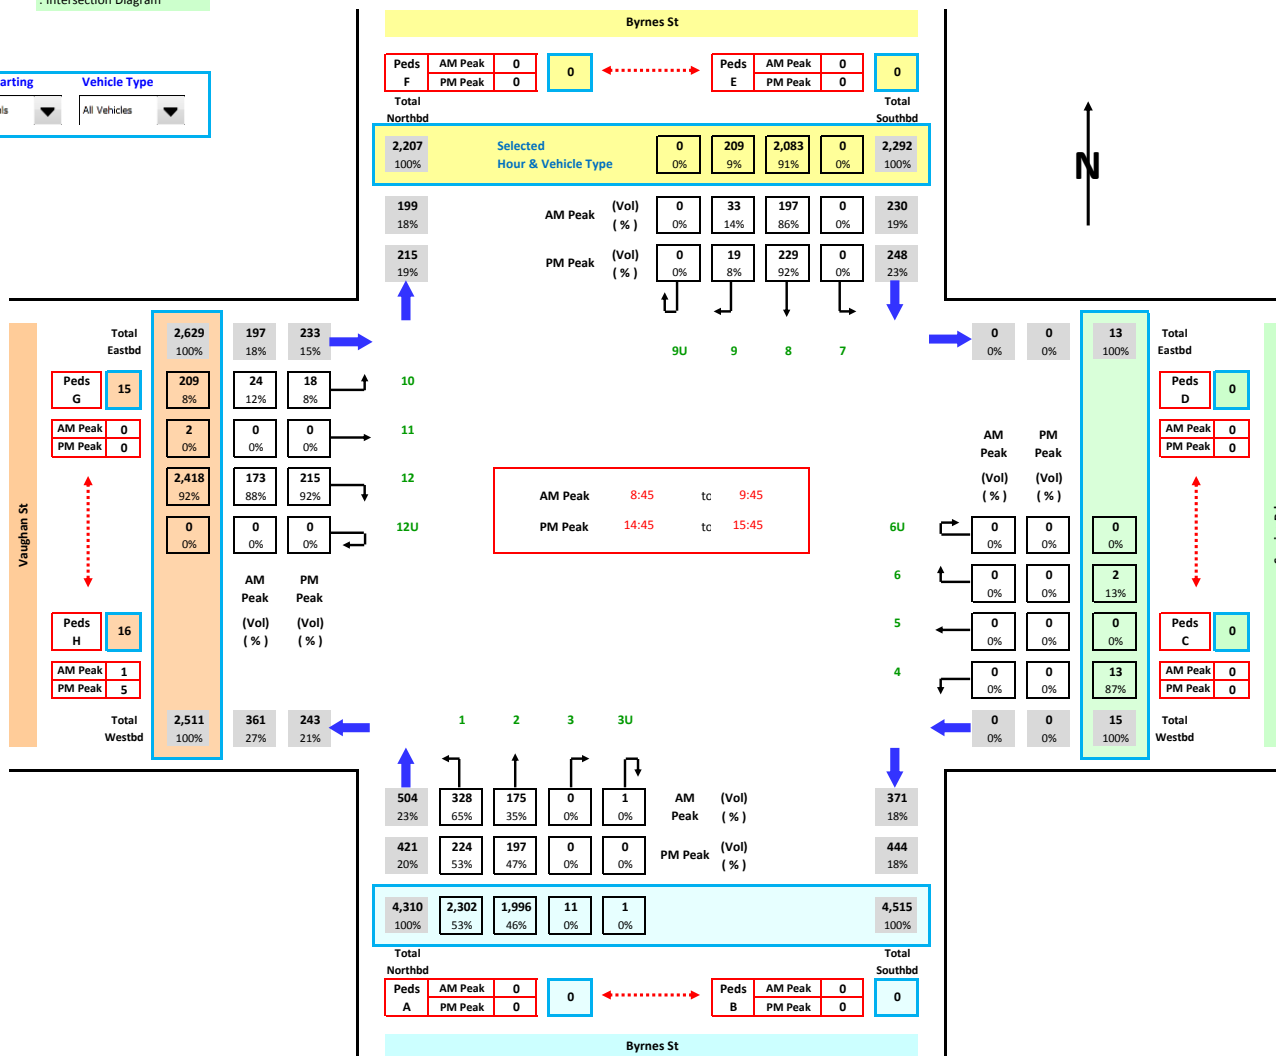 : Intersection Diagram
Byrnes St
arting Vehicle Type
All Vehicles
Peds F AM Peak 0 PM Peak 0 0
Peds E AM Peak 0 PM Peak 0 0
Total Northbd
Total Southbd
2,207 100%
Selected Hour & Vehicle Type
0 0% 209 9% 2,083 91% 0 0% 2,292 100%
199 18% AM Peak (Vol) ( % ) 0 0% 33 14% 197 86% 0 0% 230 19%
215 19% PM Peak (Vol) ( % ) 0 0% 19 8% 229 92% 0 0% 248 23%
N
9U 9 8 7
Vaughan St
Total Eastbd 2,629 100% 197 18% 233 15%
Peds G 15 209 8% 24 12% 18 8% 10
AM Peak 0 PM Peak 0 2 0% 0 0% 0 0% 11
2,418 92% 173 88% 215 92% 12
0 0% 0 0% 0 0% 12U
AM Peak (Vol) ( % ) PM Peak (Vol) ( % )
Peds H 16
AM Peak 1 PM Peak 5
Total Westbd 2,511 100% 361 27% 243 21%
AM Peak 8:45 to 9:45
PM Peak 14:45 to 15:45
0 0% 0 0% 13 100% Total Eastbd
Peds D 0
AM Peak 0 PM Peak 0
AM Peak (Vol) ( % ) PM Peak (Vol) ( % )
6U 0 0% 0 0% 0 0%
6 0 0% 0 0% 2 13%
5 0 0% 0 0% 0 0% Peds C 0
4 0 0% 0 0% 13 87% AM Peak 0 PM Peak 0
0 0% 0 0% 15 100% Total Westbd
1 2 3 3U
504 23% 328 65% 175 35% 0 0% 1 0% AM Peak (Vol) ( % ) 371 18%
421 20% 224 53% 197 47% 0 0% 0 0% PM Peak (Vol) ( % ) 444 18%
4,310 100% 2,302 53% 1,996 46% 11 0% 1 0% 4,515 100%
Total Northbd
Total Southbd
Peds A AM Peak 0 PM Peak 0 0
Peds B AM Peak 0 PM Peak 0 0
Byrnes St